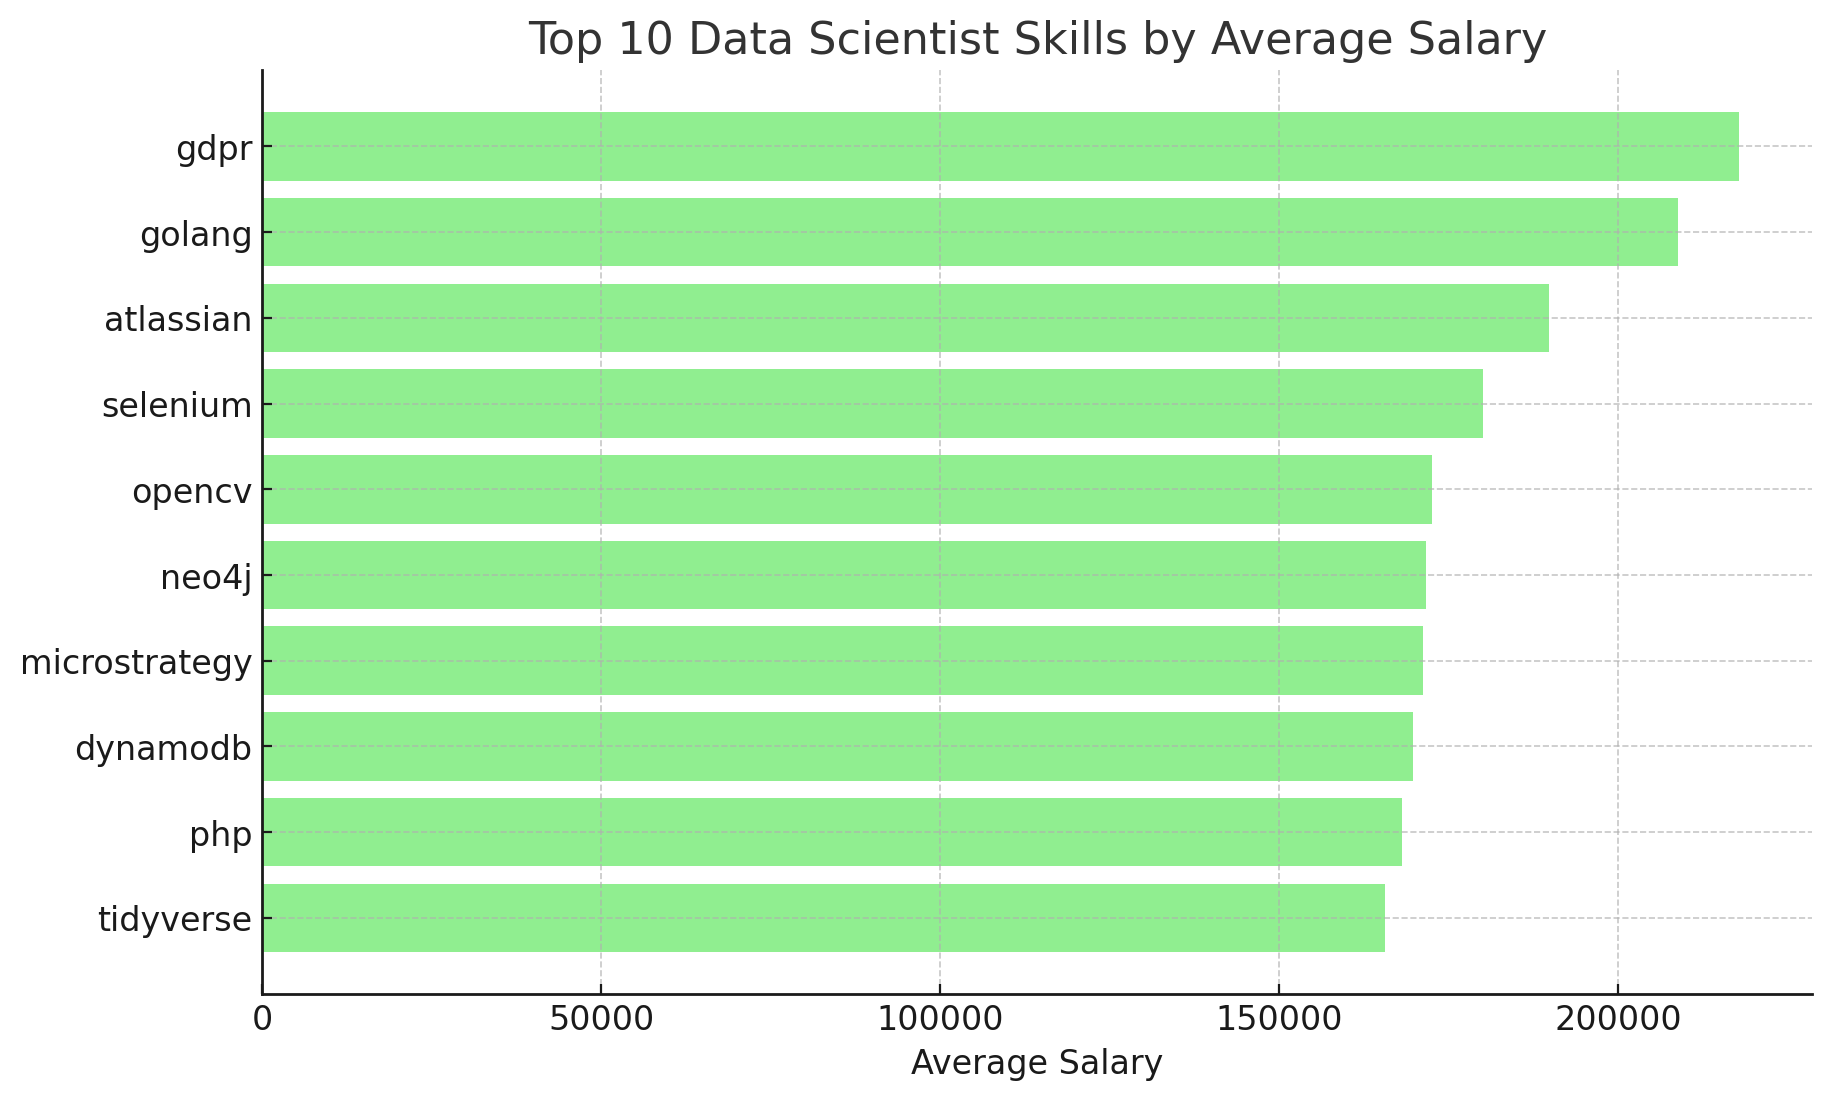 Top 10 Data Scientist Skills by Average Salary
gdpr
golang
atlassian
selenium
opencv
neo4j
microstrategy
dynamodb
php
tidyverse
0 50000 100000 150000 200000
Average Salary